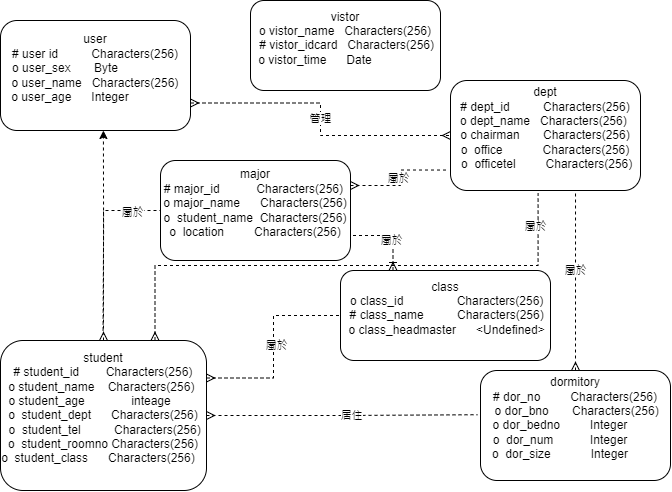 vistor
o vistor_name Characters(256)
# vistor_idcard Characters(256)
o vistor_time Date
user
# user id Characters(256)
o user_sex Byte
o user_name Characters(256)
o user_age Integer
dept
# dept_id Characters(256)
o dept_name Characters(256)
o chairman Characters(256)
o office Characters(256)
o officetel Characters(256)
管理
major
# major_id Characters(256)
o major_name Characters(256)
o student_name Characters(256)
o location Characters(256)
屬於
屬於
屬於
屬於
屬於
class
o class_id Characters(256)
# class_name Characters(256)
o class_headmaster <Undefined>
屬於
student
# student_id Characters(256)
o student_name Characters(256)
o student_age inteage
o student_dept Characters(256)
o student_tel Characters(256)
o student_roomno Characters(256)
o student_class Characters(256)
居住
dormitory
# dor_no Characters(256)
o dor_bno Characters(256)
o dor_bedno Integer
o dor_num Integer
o dor_size Integer